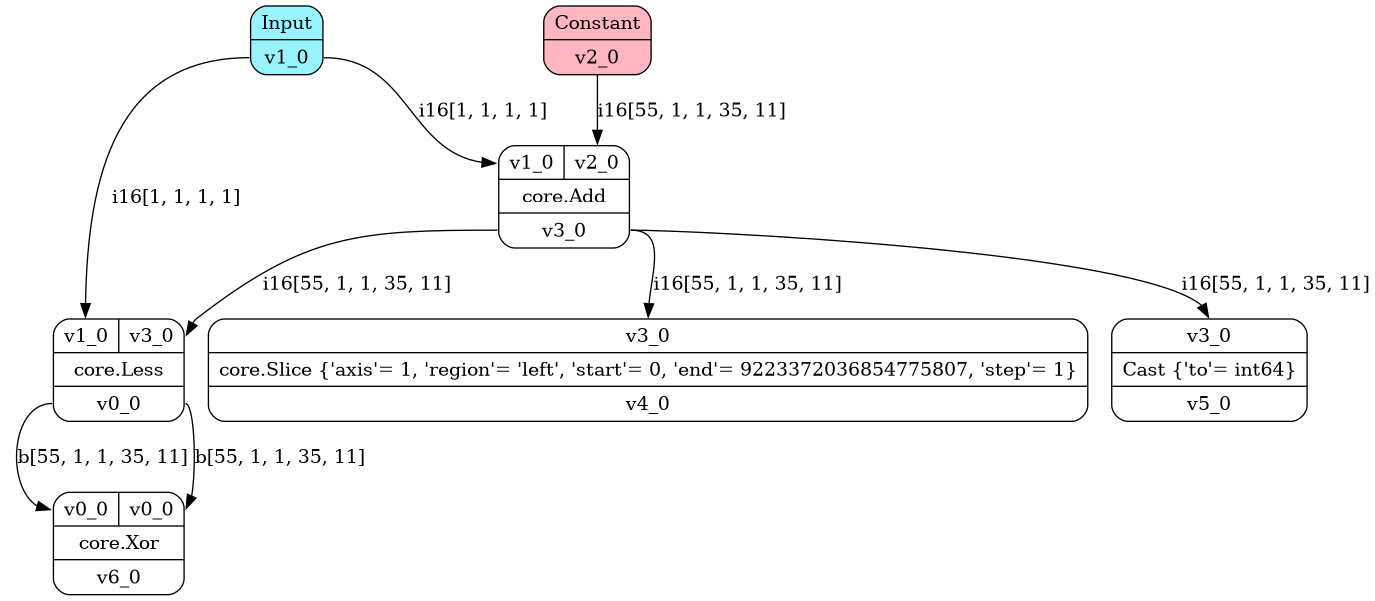 Input
v1_0
Constant
v2_0
i16[1, 1, 1, 1]
i16[55, 1, 1, 35, 11]
v1_0 v2_0
core.Add
v3_0
i16[1, 1, 1, 1]
i16[55, 1, 1, 35, 11]
i16[55, 1, 1, 35, 11]
i16[55, 1, 1, 35, 11]
v1_0 v3_0
core.Less
v0_0
v3_0
core.Slice {'axis'= 1, 'region'= 'left', 'start'= 0, 'end'= 9223372036854775807, 'step'= 1}
v4_0
v3_0
Cast {'to'= int64}
v5_0
b[55, 1, 1, 35, 11]
b[55, 1, 1, 35, 11]
v0_0 v0_0
core.Xor
v6_0